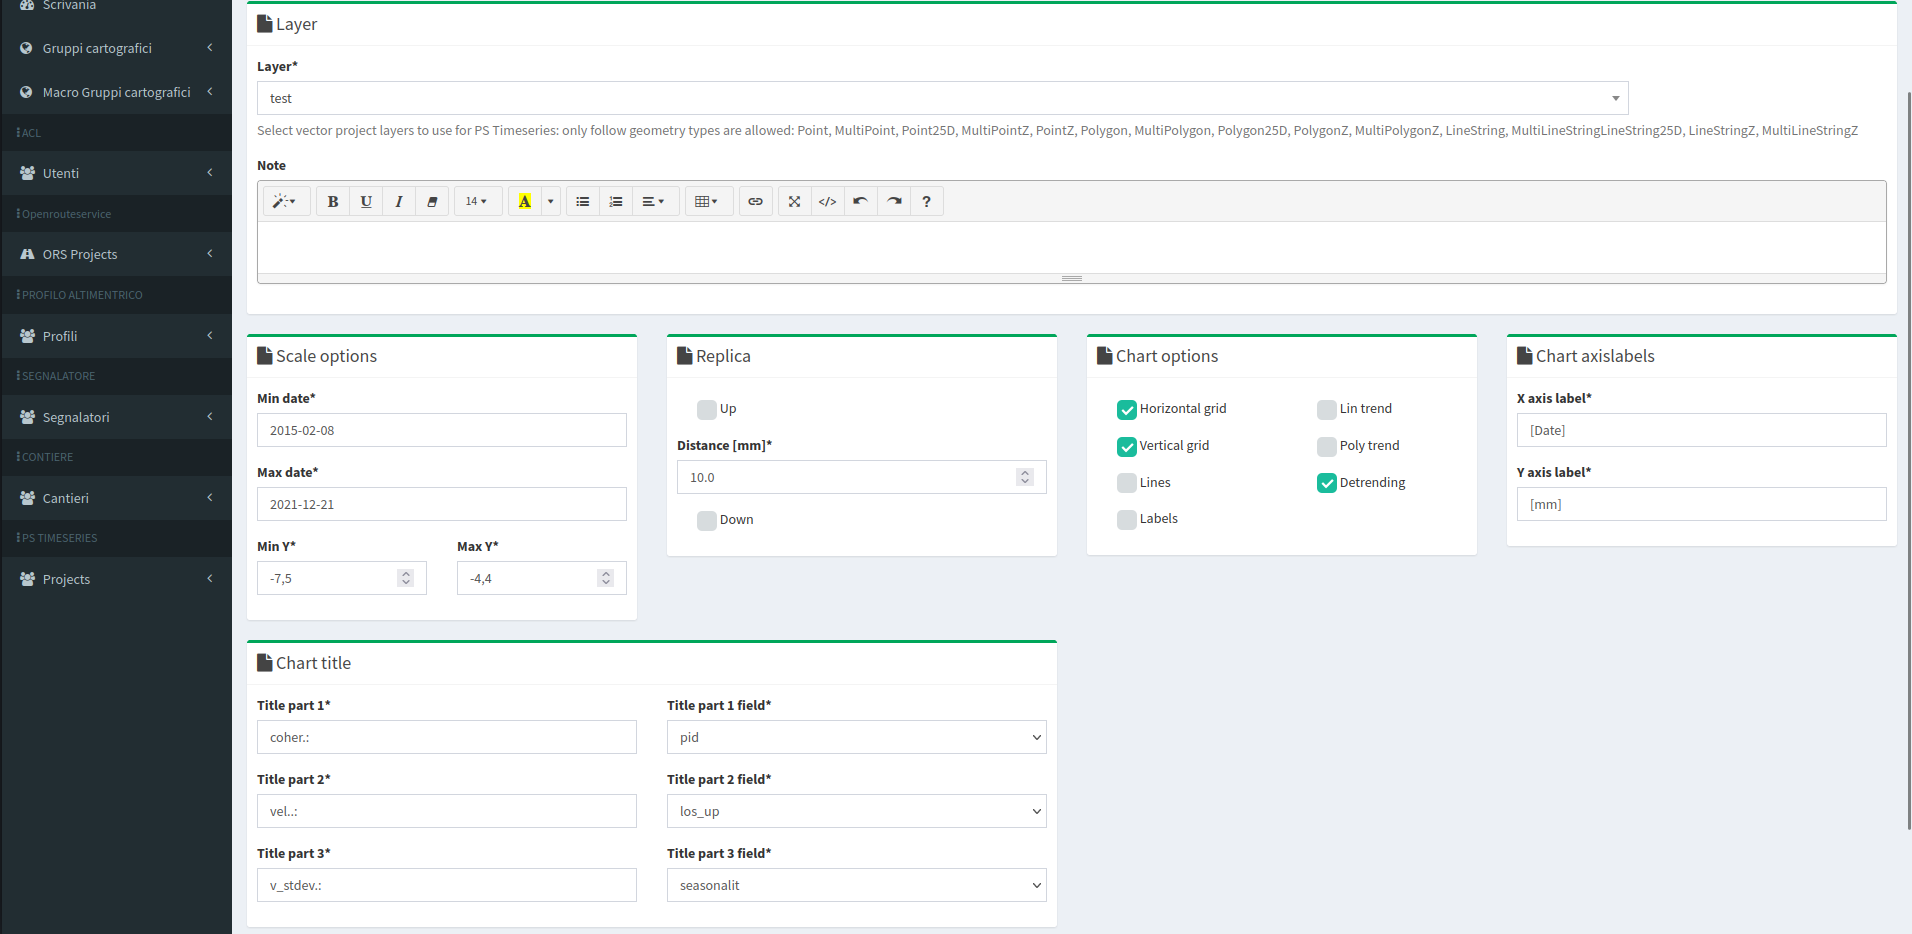 Scrivania
Gruppi cartografici
Macro Gruppi cartografici
ACL
Utenti
Openrouteservice
ORS Projects
PROFILO ALTIMENTRICO
Profili
SEGNALATORE
Segnalatori
CONTIERE
Cantieri
PS TIMESERIES
Projects
Layer
Layer*
test
Select vector project layers to use for PS Timeseries: only follow geometry types are allowed: Point, MultiPoint, Point25D, MultiPointZ, PointZ, Polygon, MultiPolygon, Polygon25D, PolygonZ, MultiPolygonZ, LineString, MultiLineStringLineString25D, LineStringZ, MultiLineStringZ
Note
B U I 14 A </> ?
Scale options
Min date*
2015-02-08
Max date*
2021-12-21
Min Y* Max Y*
-7,5 -4,4
Replica
Up
Distance [mm]*
10.0
Down
Chart options
Horizontal grid Lin trend
Vertical grid Poly trend
Lines Detrending
Labels
Chart axislabels
X axis label*
[Date]
Y axis label*
[mm]
Chart title
Title part 1* Title part 1 field*
coher.: pid
Title part 2* Title part 2 field*
vel..: los_up
Title part 3* Title part 3 field*
v_stdev.: seasonalit